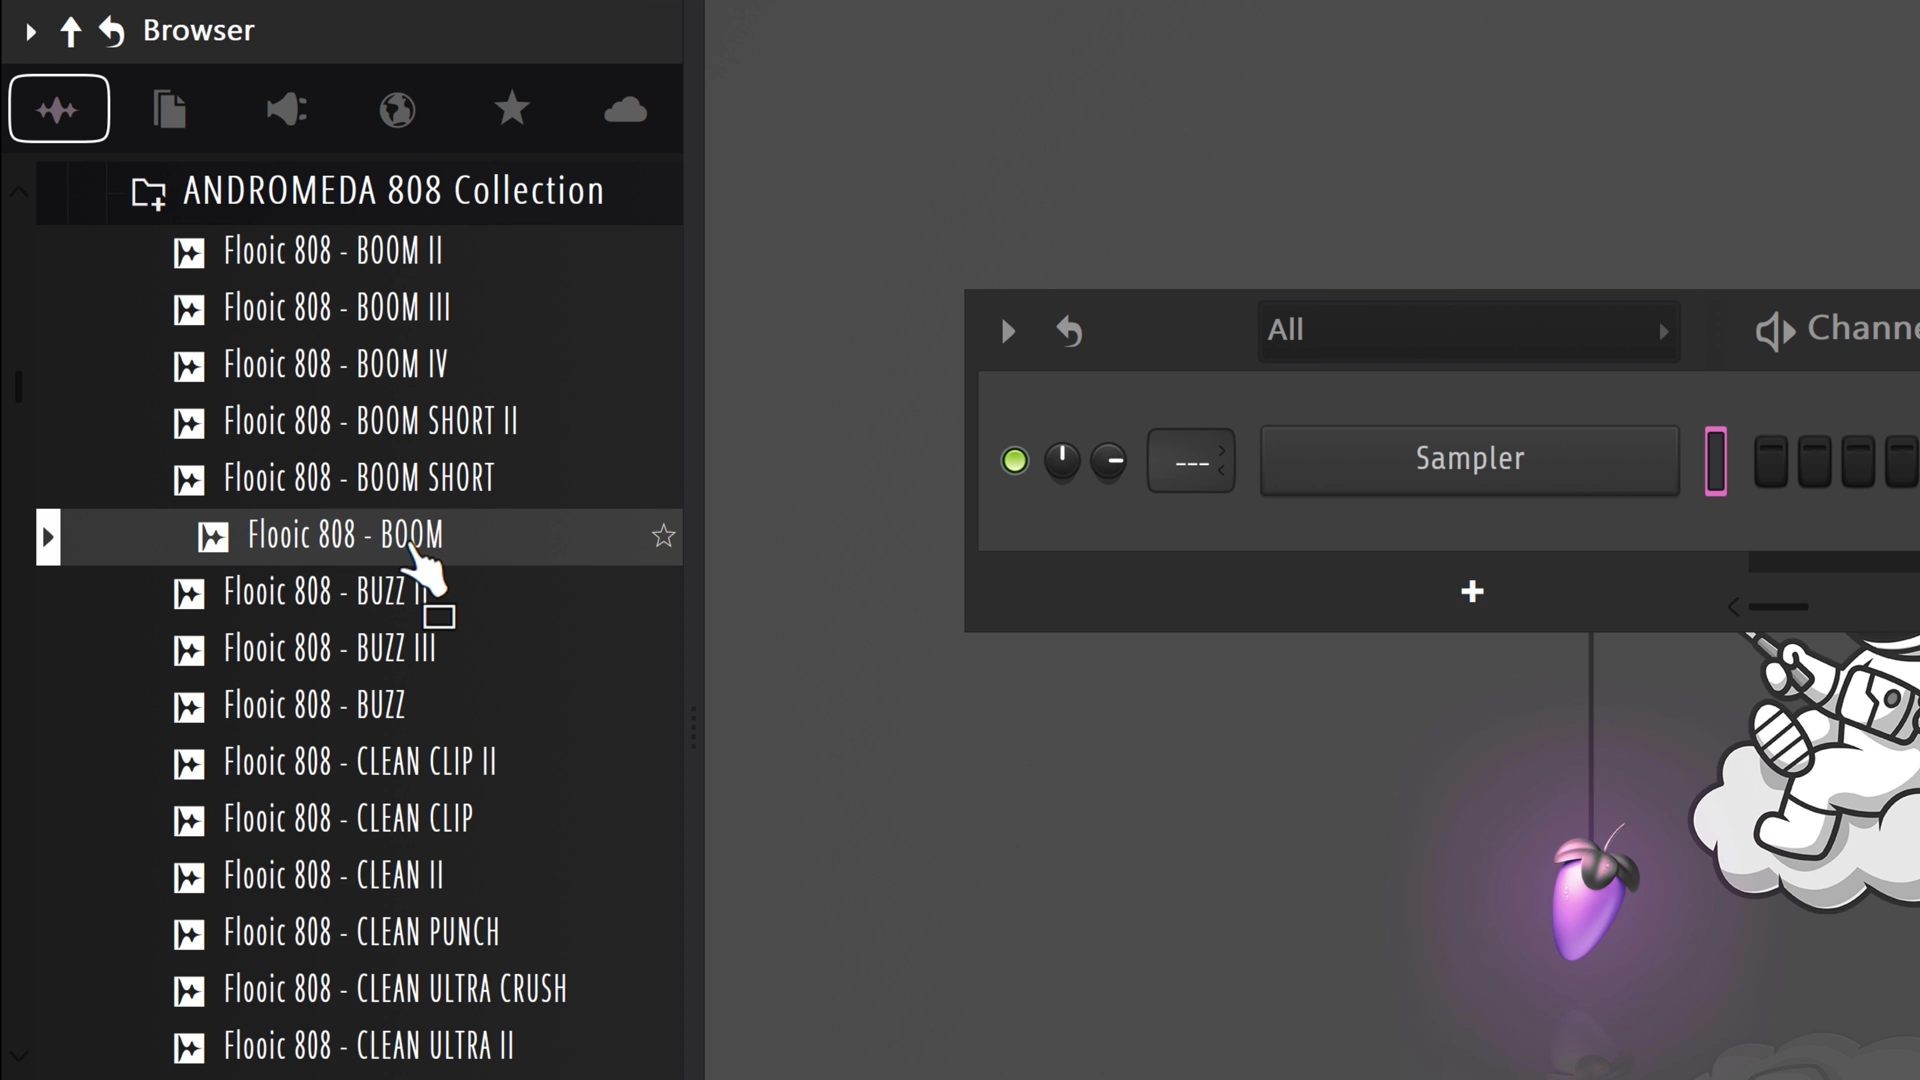 Browser
ANDROMEDA 808 Collection
Flooic 808 - BOOM II
Flooic 808 - BOOM III
Flooic 808 - BOOM IV
Flooic 808 - BOOM SHORT II
Flooic 808 - BOOM SHORT
Flooic 808 - BOOM
Flooic 808 - BUZZ II
Flooic 808 - BUZZ III
Flooic 808 - BUZZ
Flooic 808 - CLEAN CLIP II
Flooic 808 - CLEAN CLIP
Flooic 808 - CLEAN II
Flooic 808 - CLEAN PUNCH
Flooic 808 - CLEAN ULTRA CRUSH
Flooic 808 - CLEAN ULTRA II
All
Channe
---
Sampler